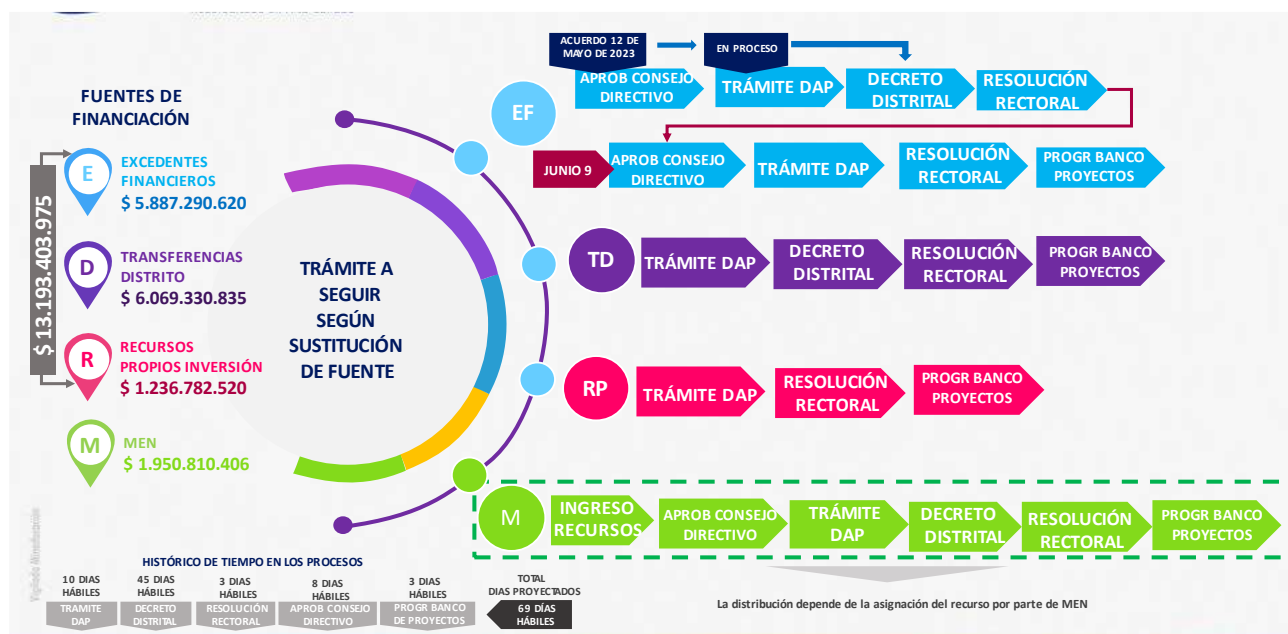 FUENTES DE
FINANCIACIÓN
$ 13.193.403.975
E
EXCEDENTES
FINANCIEROS
$ 5.887.290.620
D
TRANSFERENCIAS
DISTRITO
$ 6.069.330.835
R
RECURSOS
PROPIOS INVERSIÓN
$ 1.236.782.520
M
MEN
$ 1.950.810.406
TRÁMITE A
SEGUIR
SEGÚN
SUSTITUCIÓN
DE FUENTE
ACUERDO 12 DE
MAYO DE 2023
EN PROCESO
EF
APROB CONSEJO
DIRECTIVO
TRÁMITE DAP
DECRETO
DISTRITAL
RESOLUCIÓN
RECTORAL
JUNIO 9
APROB CONSEJO
DIRECTIVO
TRÁMITE DAP
RESOLUCIÓN
RECTORAL
PROGR BANCO
PROYECTOS
TD
TRÁMITE DAP
DECRETO
DISTRITAL
RESOLUCIÓN
RECTORAL
PROGR BANCO
PROYECTOS
RP
TRÁMITE DAP
RESOLUCIÓN
RECTORAL
PROGR BANCO
PROYECTOS
M
INGRESO
RECURSOS
APROB CONSEJO
DIRECTIVO
TRÁMITE
DAP
DECRETO
DISTRITAL
RESOLUCIÓN
RECTORAL
PROGR BANCO
PROYECTOS
La distribución depende de la asignación del recurso por parte de MEN
Vigilada Mineducación
HISTÓRICO DE TIEMPO EN LOS PROCESOS
10 DIAS
HÁBILES
TRAMITE
DAP
45 DIAS
HÁBILES
DECRETO
DISTRITAL
3 DIAS
HÁBILES
RESOLUCIÓN
RECTORAL
8 DIAS
HÁBILES
APROB CONSEJO
DIRECTIVO
3 DIAS
HÁBILES
PROGR BANCO
DE PROYECTOS
TOTAL
DIAS PROYECTADOS
69 DÍAS
HÁBILES